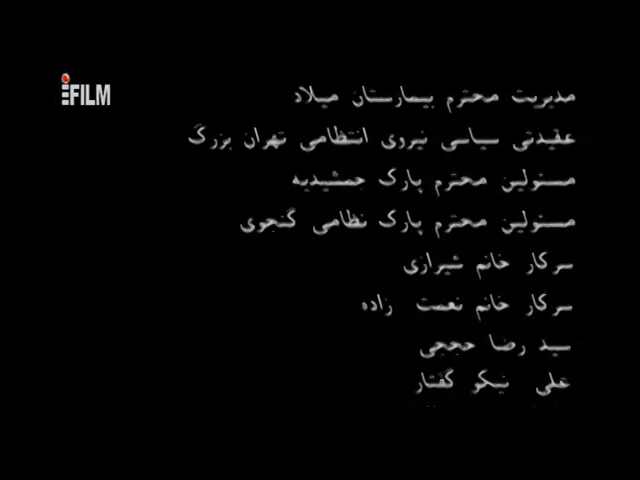 iFILM
مدیریت محترم بیمارستان میلاد
عقیدتی سیاسی نیروی انتظامی تهران بزرگ
مسئولین محترم پارک جمشیدیه
مسئولین محترم پارک نظامی گنجوی
سرکار خانم شیرازی
سرکار خانم نعمت زاده
سید رضا حججی
علی نیکو گفتار